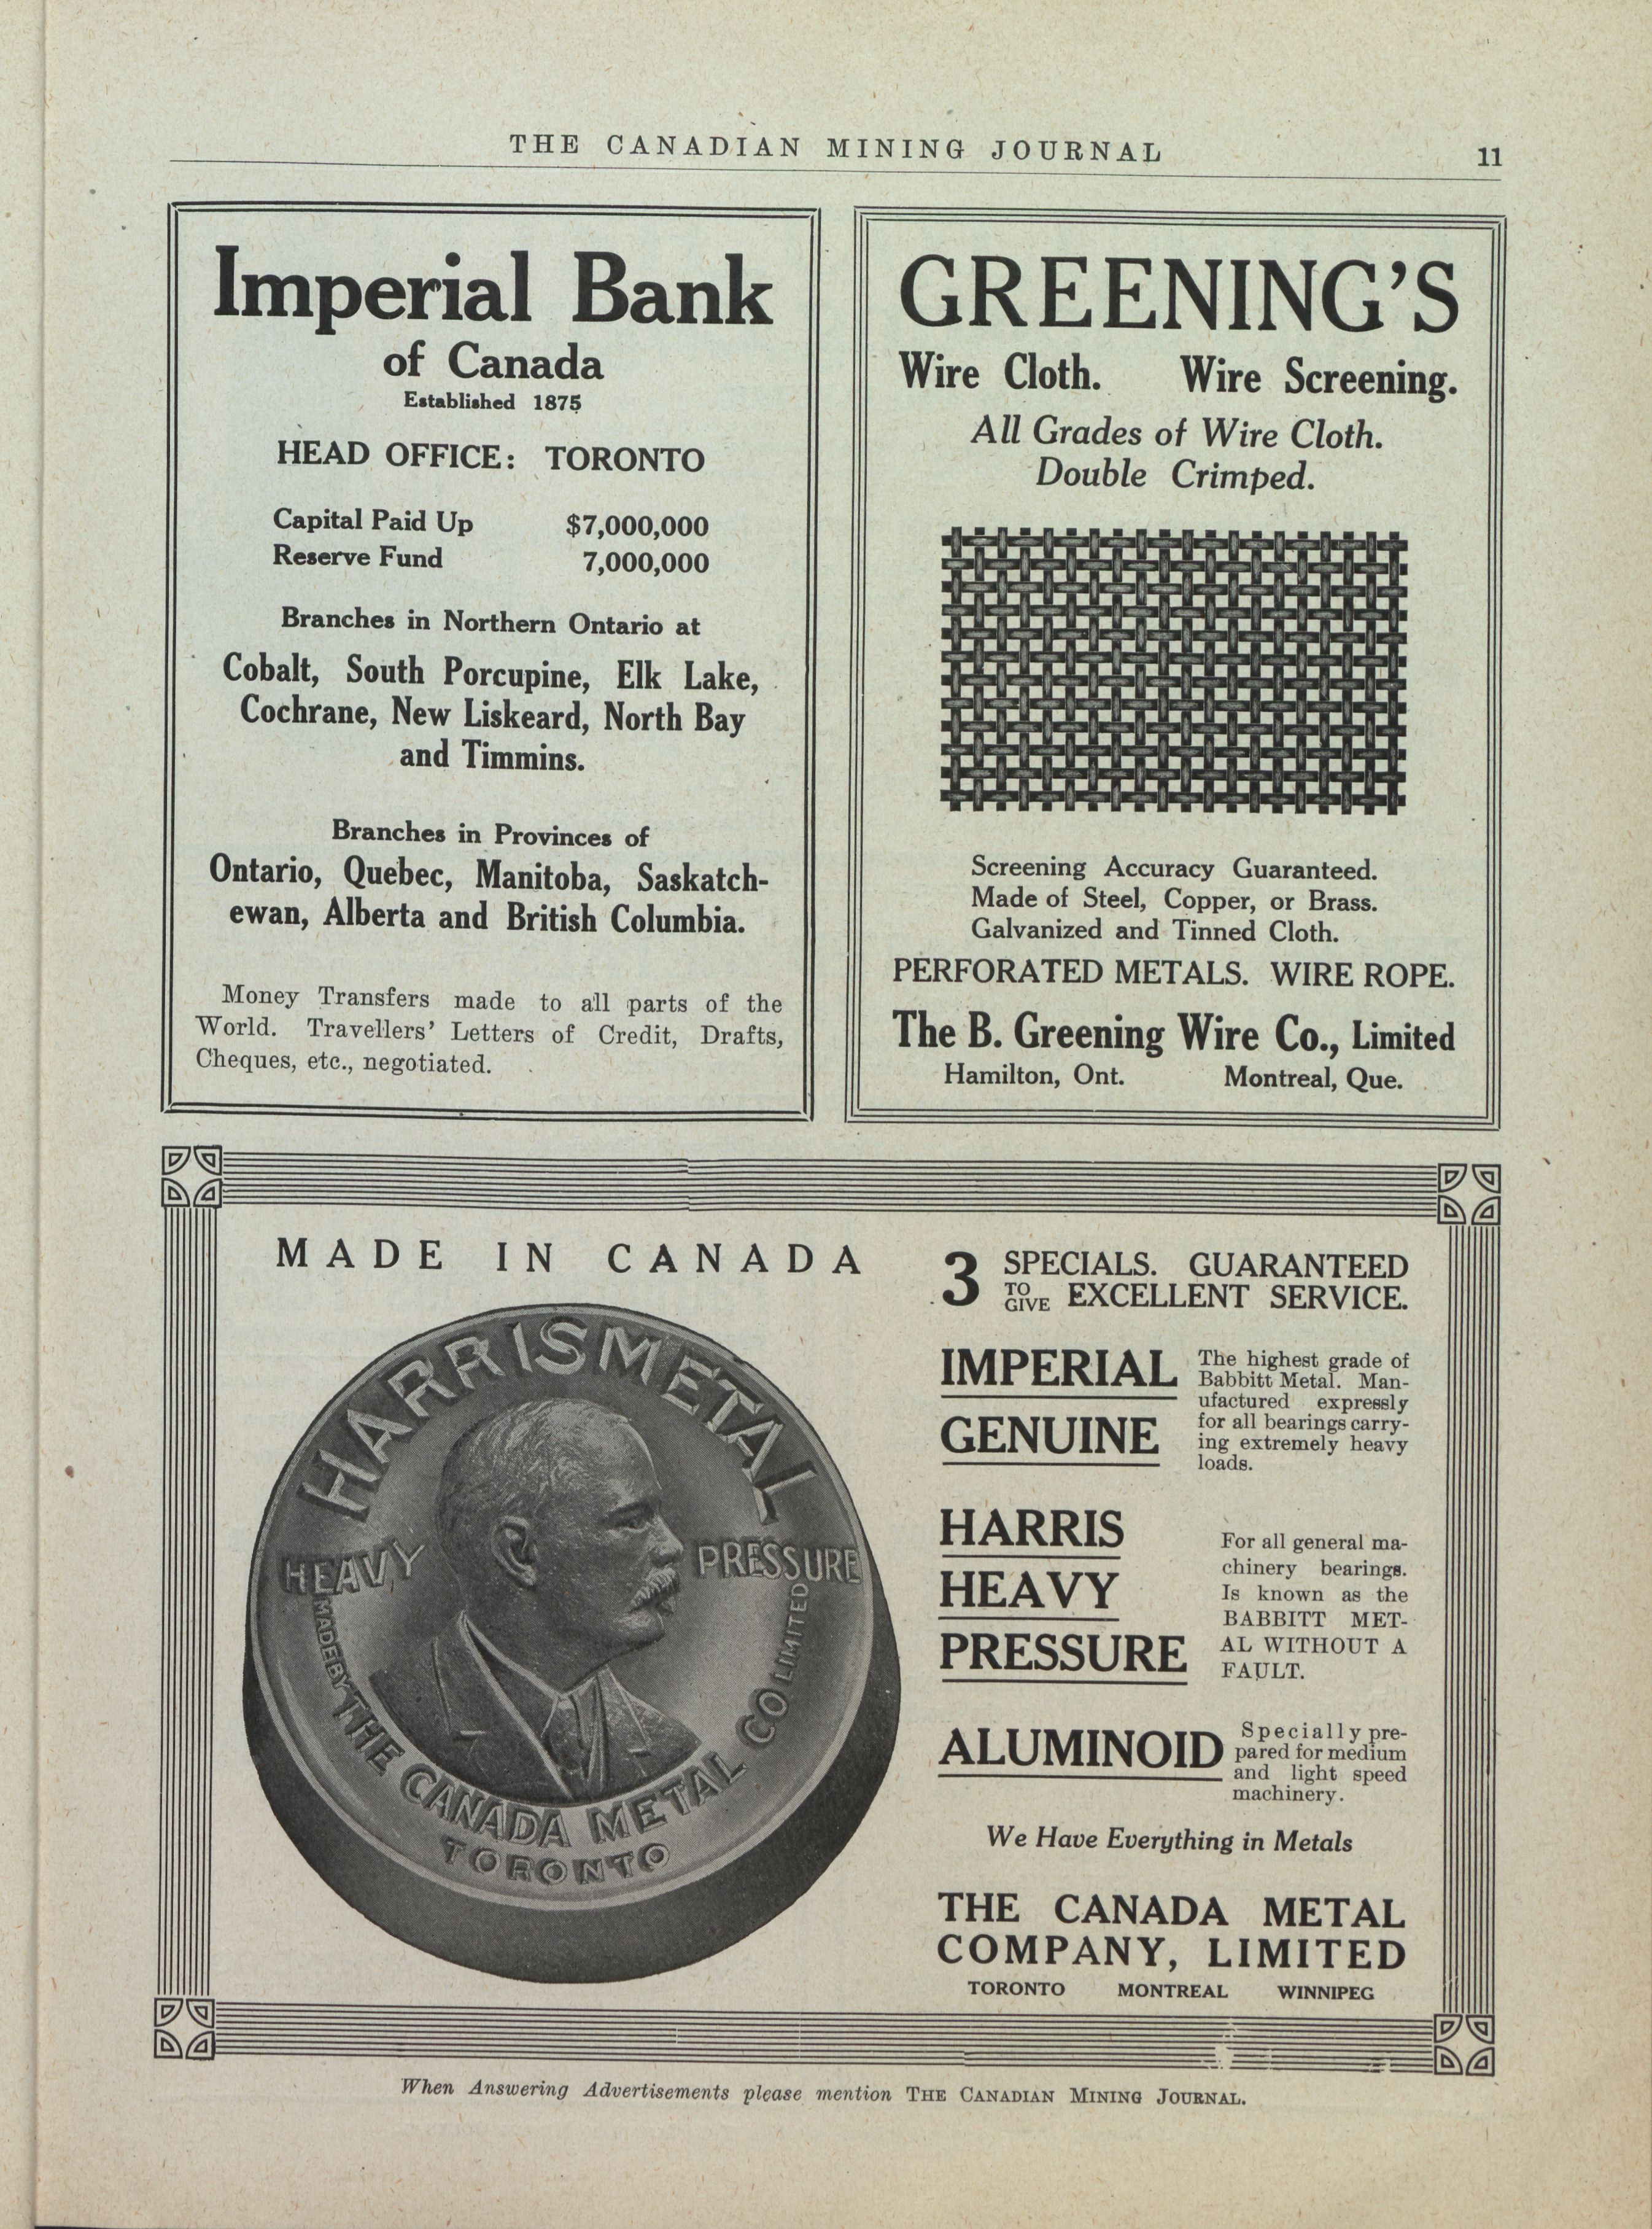 THE CANADIAN MINING JOURNAL 11
Imperial Bank
of Canada
Established 1875
HEAD OFFICE: TORONTO
Capital Paid Up $7,000,000
Reserve Fund 7,000,000
Branches in Northern Ontario at
Cobalt, South Porcupine, Elk Lake,
Cochrane, New Liskeard, North Bay
and Timmins.
Branches in Provinces of
Ontario, Quebec, Manitoba, Saskatch-
ewan, Alberta and British Columbia.
Money Transfers made to all parts of the
World. Travellers' Letters of Credit, Drafts,
Cheques, etc., negotiated.
GREENING'S
Wire Cloth. Wire Screening.
All Grades of Wire Cloth.
Double Crimped.
Screening Accuracy Guaranteed.
Made of Steel, Copper, or Brass.
Galvanized and Tinned Cloth.
PERFORATED METALS. WIRE ROPE.
The B. Greening Wire Co., Limited
Hamilton, Ont. Montreal, Que.
MADE IN CANADA
HARRISMETAL
HEAVY PRESSURE
MADE BY THE CANADA METAL CO LIMITED
TORONTO
3 SPECIALS. GUARANTEED
TO GIVE EXCELLENT SERVICE.
IMPERIAL
GENUINE
The highest grade of
Babbitt Metal. Man-
ufactured expressly
for all bearings carry-
ing extremely heavy
loads.
HARRIS
HEAVY
PRESSURE
For all general ma-
chinery bearings.
Is known as the
BABBITT MET-
AL WITHOUT A
FAULT.
ALUMINOID
Specially pre-
pared for medium
and light speed
machinery.
We Have Everything in Metals
THE CANADA METAL
COMPANY, LIMITED
TORONTO MONTREAL WINNIPEG
When Answering Advertisements please mention THE CANADIAN MINING JOURNAL.